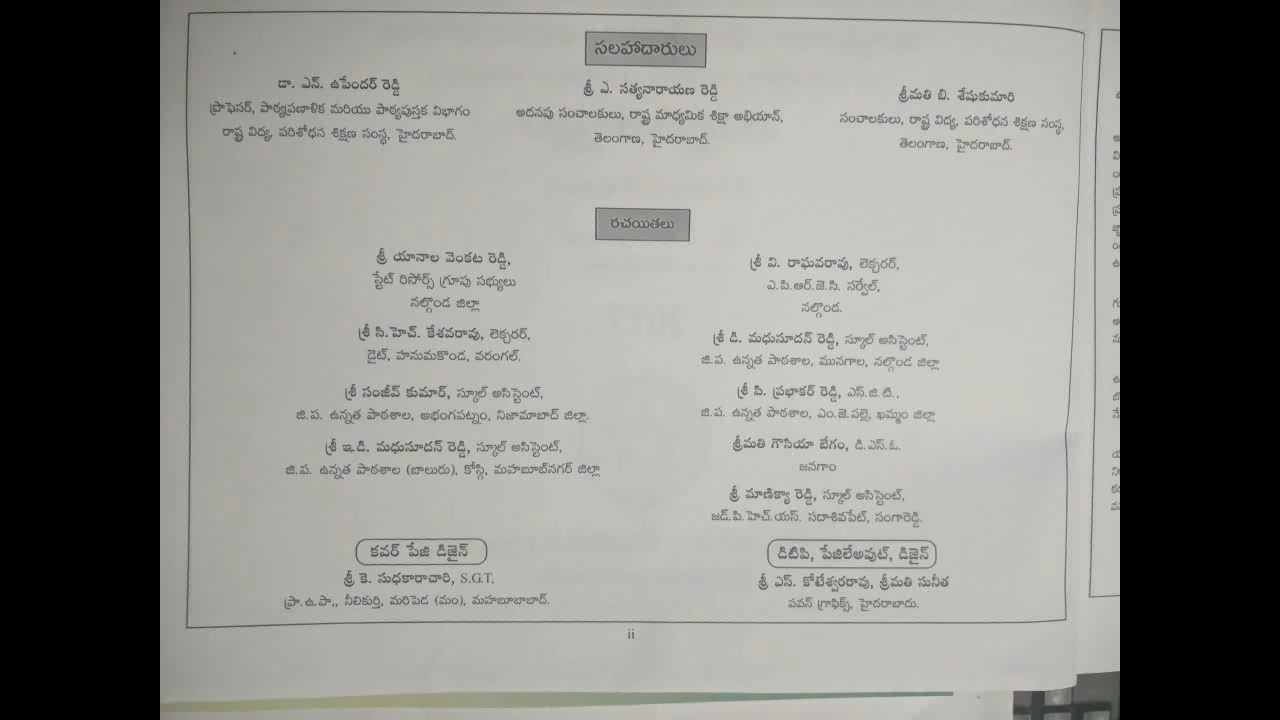 సలహాదారులు
డా. ఎన్. ఉపేందర్ రెడ్డి
ప్రొఫెసర్, పాఠ్యప్రణాళిక మరియు పాఠ్యపుస్తక విభాగం
రాష్ట్ర విద్య, పరిశోధన శిక్షణ సంస్థ, హైదరాబాద్.
శ్రీ ఎ. సత్యనారాయణ రెడ్డి
అదనపు సంచాలకులు, రాష్ట్ర మాధ్యమిక శిక్షా అభియాన్,
తెలంగాణ, హైదరాబాద్.
శ్రీమతి బి. శేషుకుమారి
సంచాలకులు, రాష్ట్ర విద్య, పరిశోధన శిక్షణ సంస్థ,
తెలంగాణ, హైదరాబాద్.
రచయితలు
శ్రీ యానాల వెంకట రెడ్డి,
స్టేట్ రిసోర్స్ గ్రూపు సభ్యులు
నల్గొండ జిల్లా
శ్రీ సి.హెచ్. కేశవరావు, లెక్చరర్,
డైట్, హనుమకొండ, వరంగల్.
శ్రీ సంజీవ్ కుమార్, స్కూల్ అసిస్టెంట్,
జి.ప. ఉన్నత పాఠశాల, అభంగపట్నం, నిజామాబాద్ జిల్లా.
శ్రీ ఇ.డి. మధుసూదన్ రెడ్డి, స్కూల్ అసిస్టెంట్,
జి.ప. ఉన్నత పాఠశాల (బాలురు), కోస్గి, మహబూబ్‌నగర్ జిల్లా
శ్రీ వి. రాఘవరావు, లెక్చరర్,
ఎ.పి.ఆర్.జె.సి. సర్వేల్,
నల్గొండ.
శ్రీ డి. మధుసూదన్ రెడ్డి, స్కూల్ అసిస్టెంట్,
జి.ప. ఉన్నత పాఠశాల, మునగాల, నల్గొండ జిల్లా
శ్రీ పి. ప్రభాకర్ రెడ్డి, ఎస్.జి.టి.,
జి.ప. ఉన్నత పాఠశాల, ఎం.జె.పల్లె, ఖమ్మం జిల్లా
శ్రీమతి గౌసియా బేగం, డి.ఎస్.ఓ.
జనగాం
శ్రీ మాణిక్యా రెడ్డి, స్కూల్ అసిస్టెంట్,
జడ్.పి.హెచ్.యస్. సదాశివపేట్, సంగారెడ్డి.
కవర్ పేజి డిజైన్
శ్రీ కె. సుధకారాచారి, S.G.T.
ప్రా.ఉ.పా., నీలికుర్తి, మరిపెడ (మం), మహబూబాబాద్.
డిటిపి, పేజిలేఅవుట్, డిజైన్
శ్రీ ఎస్. కోటేశ్వరరావు, శ్రీమతి సునీత
పవన్ గ్రాఫిక్స్, హైదరాబాదు.
ii